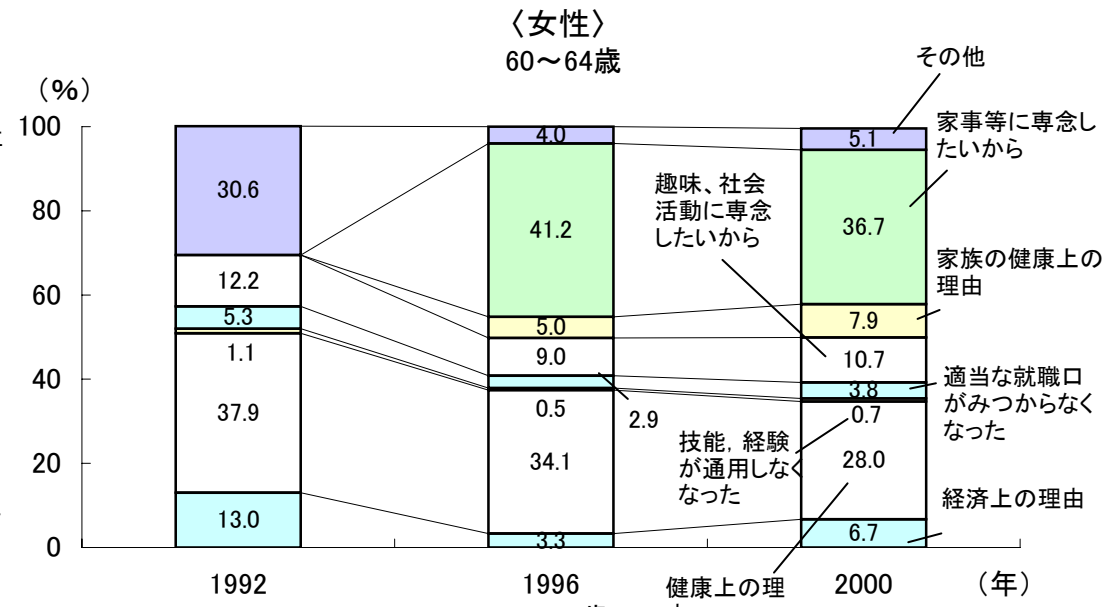 〈女性〉
60～64歳
（％）
100
80
60
40
20
0
30.6
12.2
5.3
1.1
37.9
13.0
4.0
41.2
5.0
9.0
2.9
0.5
34.1
3.3
5.1
36.7
7.9
10.7
3.8
0.7
28.0
6.7
その他
家事等に専念し
たいから
趣味、社会
活動に専念
したいから
家族の健康上の
理由
適当な就職口
がみつからなく
なった
技能，経験
が通用しなく
なった
経済上の理由
健康上の理
1992
1996
2000
（年）